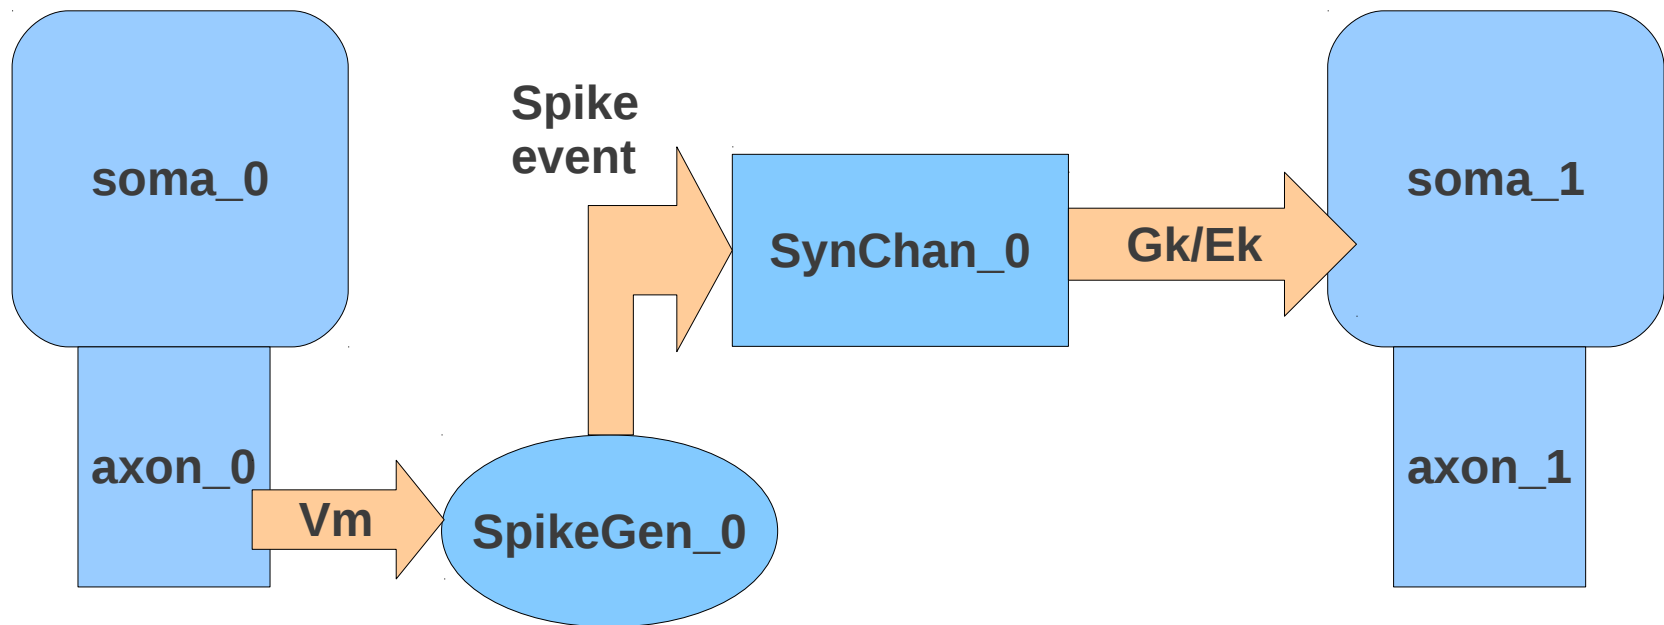 Spike
event
soma_0
soma_1
SynChan_0
Gk/Ek
axon_0
axon_1
Vm
SpikeGen_0